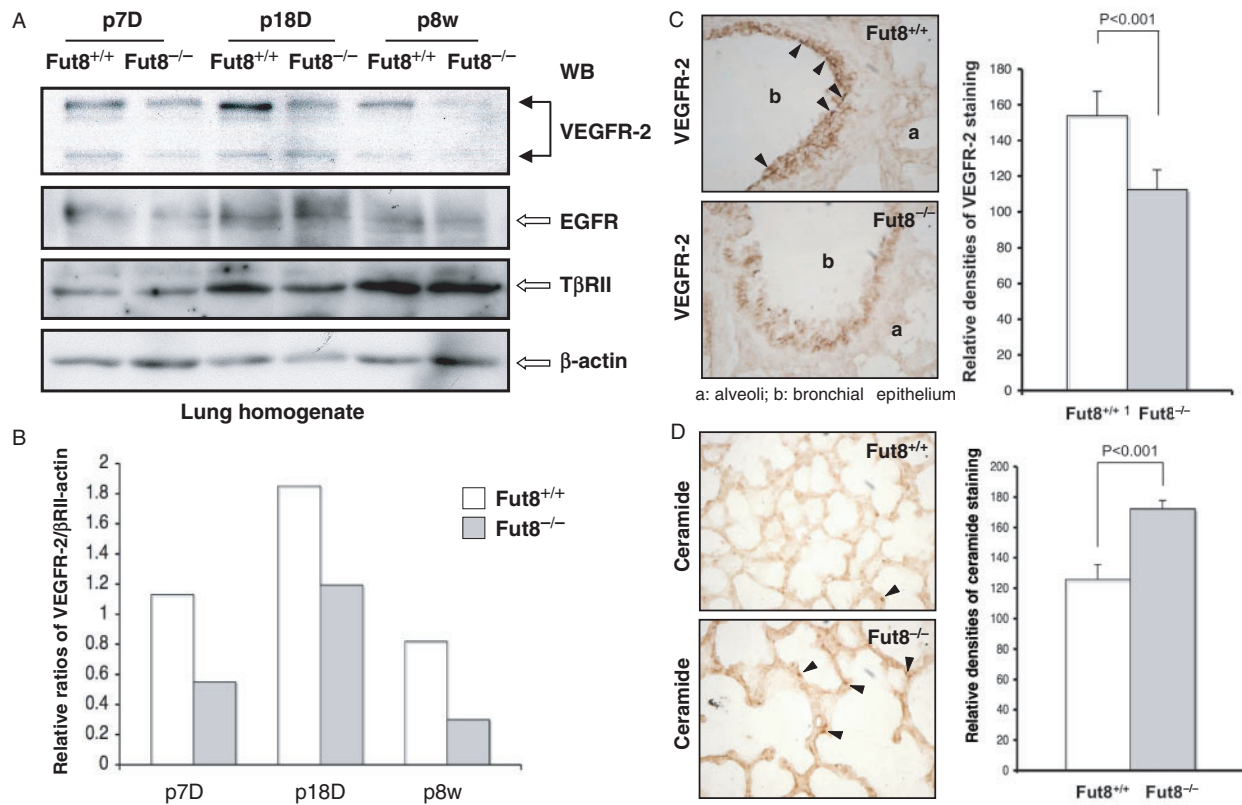 A
p7D p18D p8w
Fut8+/+ Fut8−/− Fut8+/+ Fut8−/− Fut8+/+ Fut8−/−
WB
VEGFR-2
EGFR
TβRII
β-actin
Lung homogenate
B
Relative ratios of VEGFR-2/βRII-actin
2
1.8
1.6
1.4
1.2
1
0.8
0.6
0.4
0.2
0
Fut8+/+
Fut8−/−
p7D p18D p8w
C
VEGFR-2
Fut8+/+
b
a
VEGFR-2
Fut8−/−
b
a
a: alveoli; b: bronchial epithelium
Relative densities of VEGFR-2 staining
P<0.001
180
160
140
120
100
80
60
40
20
0
Fut8+/+ 1 Fut8−/−
D
Ceramide
Fut8+/+
Ceramide
Fut8−/−
Relative densities of ceramide staining
P<0.001
200
180
160
140
120
100
80
60
40
20
0
Fut8+/+ Fut8−/−